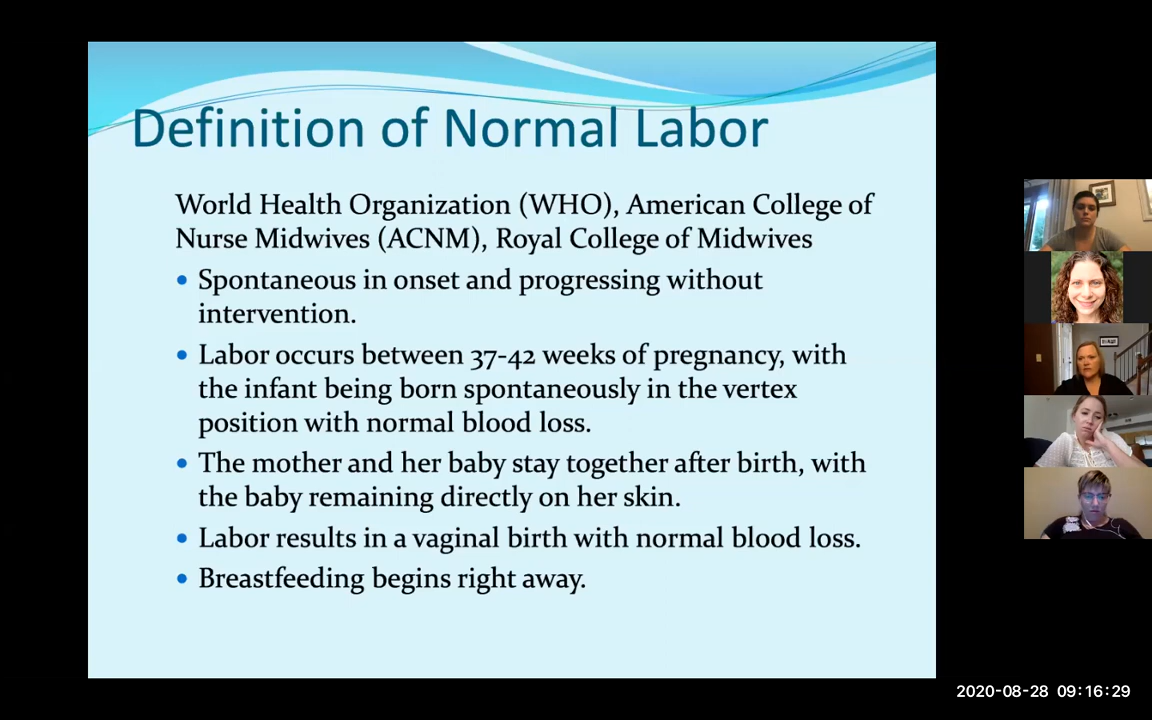 Definition of Normal Labor
World Health Organization (WHO), American College of
Nurse Midwives (ACNM), Royal College of Midwives
• Spontaneous in onset and progressing without
intervention.
• Labor occurs between 37-42 weeks of pregnancy, with
the infant being born spontaneously in the vertex
position with normal blood loss.
• The mother and her baby stay together after birth, with
the baby remaining directly on her skin.
• Labor results in a vaginal birth with normal blood loss.
• Breastfeeding begins right away.
2020-08-28 09:16:29